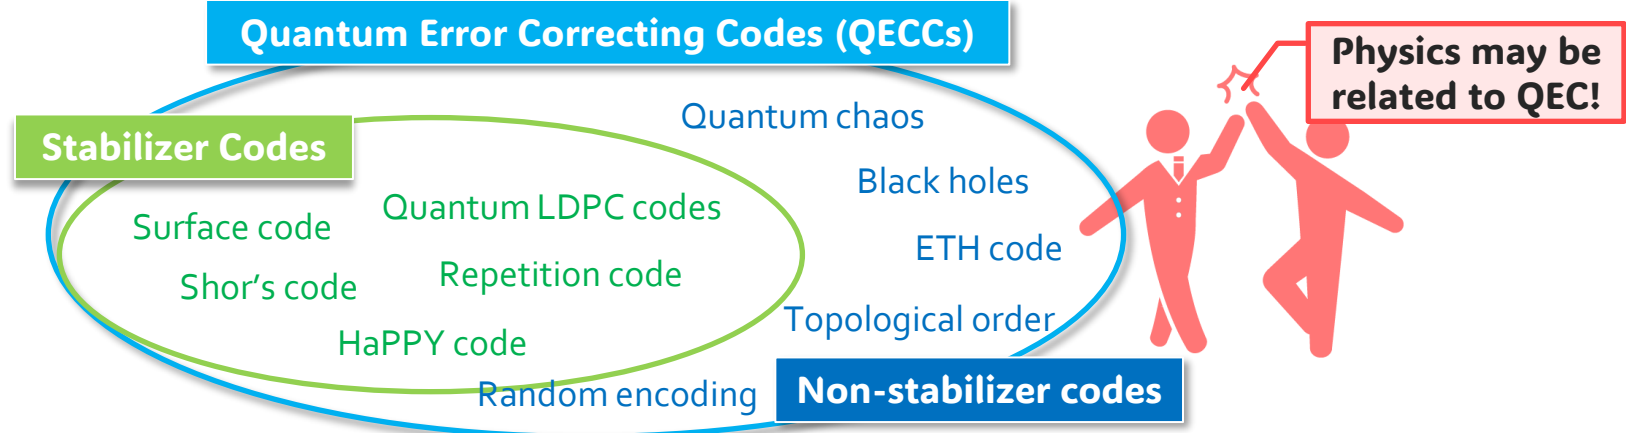 Quantum Error Correcting Codes (QECCs)
Physics may be
related to QEC!
Quantum chaos
Stabilizer Codes
Black holes
Quantum LDPC codes
Surface code
ETH code
Repetition code
Shor's code
Topological order
HaPPY code
Random encoding
Non-stabilizer codes